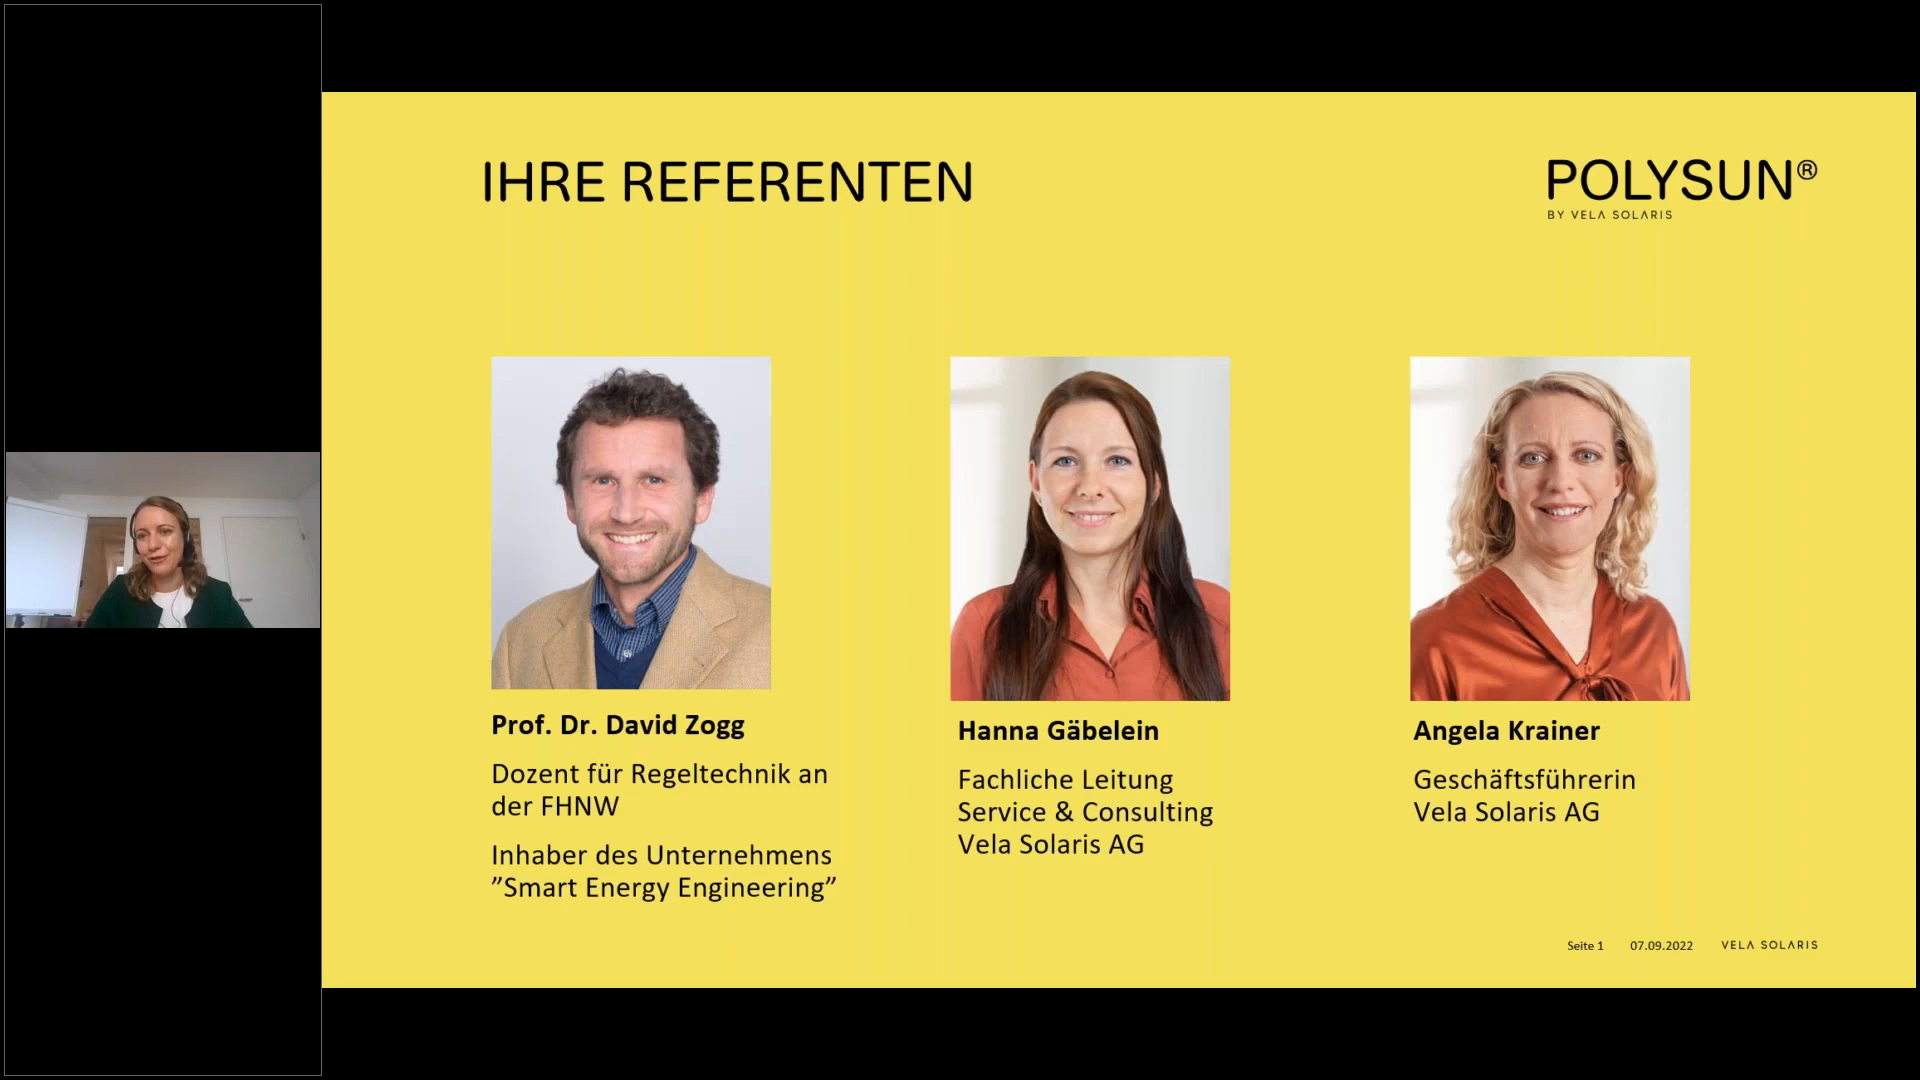 IHRE REFERENTEN
POLYSUN®
BY VELA SOLARIS
Prof. Dr. David Zogg
Dozent für Regeltechnik an
der FHNW
Inhaber des Unternehmens
”Smart Energy Engineering”
Hanna Gäbelein
Fachliche Leitung
Service & Consulting
Vela Solaris AG
Angela Krainer
Geschäftsführerin
Vela Solaris AG
Seite 1 07.09.2022 VELA SOLARIS